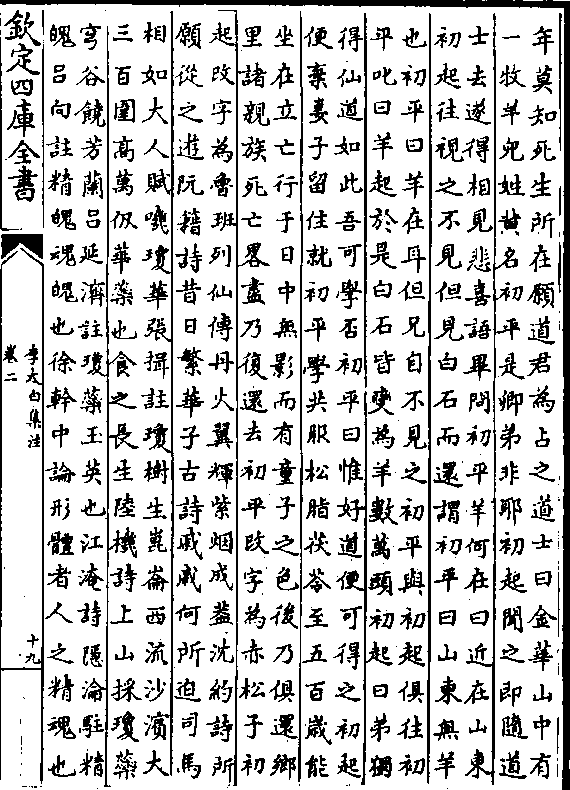 年莫知死生所在願道君為占之道士曰金華山中有
一牧羊兒姓黃名初平是卿弟非耶初起聞之即隨道
士去遂得相見悲喜語畢問初平羊何在曰近在山東
初起往視之不見但見白石而還謂初平曰山東無羊
也初平曰羊在耳但兄自不見之初平與初起俱往初
平叱曰羊起於是白石皆變為羊數萬頭初起曰弟獨
得仙道如此吾可學否初平曰惟好道便可得之初起
便棄妻子留住就初平學共服松脂茯苓至五百歲能
坐在立亡行于日中無影而有童子之色後乃俱還鄉
里諸親族死亡畧盡乃復還去初平改字為赤松子初
起改字為魯班列仙傳丹火翼輝紫烟成葢沈約詩所
願從之遊阮籍詩昔日繁華子古詩戚戚何所迫司馬
相如大人賦嘰瓊華張揖註瓊樹生崑崙西流沙濱大
三百圍高萬仞華蘂也食之長生陸機詩上山採瓊蘂
穹谷饒芳蘭呂延濟註瓊蘂玉英也江淹詩隱淪駐精
魄呂向註精魄魂魄也徐幹中論形體者人之精魂也
欽定四庫全書
李太白集注
卷二
十九